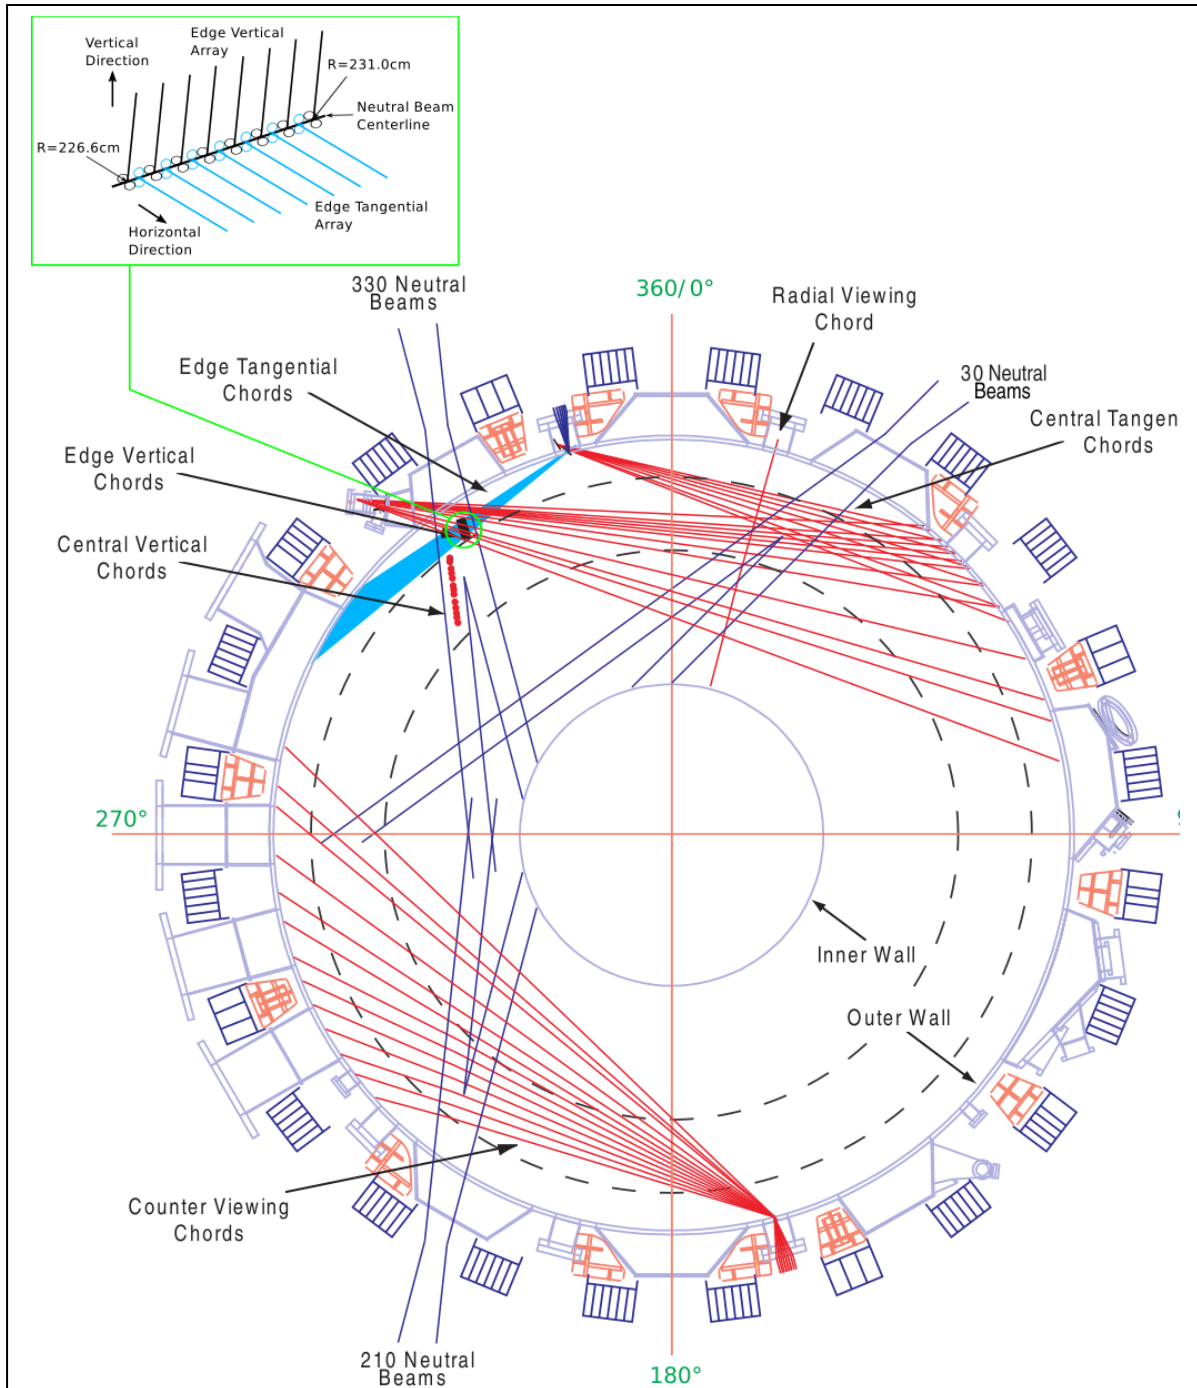 Vertical
Direction
Edge Vertical
Array
R=231.0cm
Neutral Beam
Centerline
R=226.6cm
Edge Tangential
Array
Horizontal
Direction
330 Neutral
Beams
360/0°
Radial Viewing
Chord
30 Neutral
Beams
Edge Tangential
Chords
Central Tangen
Chords
Edge Vertical
Chords
Central Vertical
Chords
270°
9
Inner Wall
Outer Wall
Counter Viewing
Chords
210 Neutral
Beams
180°